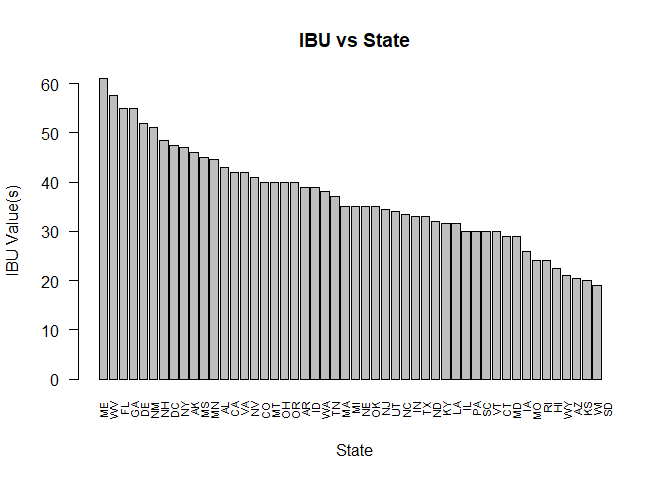 IBU vs State
IBU Value(s)
60
50
40
30
20
10
0
ME WV FL GA DE NM NH DC NY AK MS MN AL CA VA NV CO MT OH OR AR ID WA TN MA MI NE OK NJ UT NC IN TX ND KY LA IL PA SC VT CT MD IA MO RI HI WY AZ KS WI SD
State